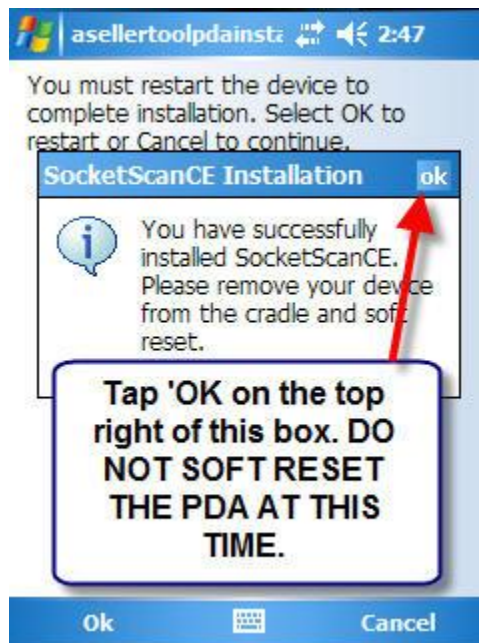 asellertoolpdainsta 2:47
You must restart the device to
complete installation. Select OK to
restart or Cancel to continue.
SocketScanCE Installation ok
You have successfully
installed SocketScanCE.
Please remove your device
from the cradle and soft
reset.
Tap 'OK on the top
right of this box. DO
NOT SOFT RESET
THE PDA AT THIS
TIME.
Ok Cancel